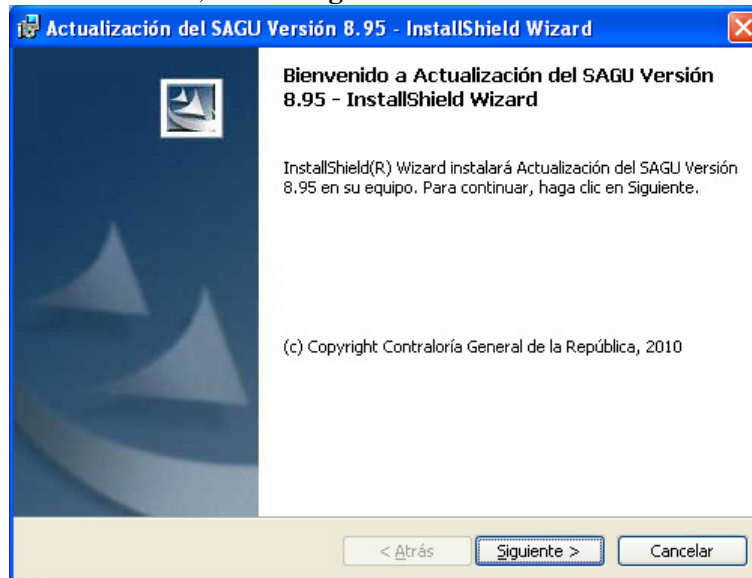 Actualización del SAGU Versión 8.95 - InstallShield Wizard
Bienvenido a Actualización del SAGU Versión
8.95 - InstallShield Wizard
InstallShield(R) Wizard instalará Actualización del SAGU Versión
8.95 en su equipo. Para continuar, haga clic en Siguiente.
(c) Copyright Contraloría General de la República, 2010
< Atrás Siguiente > Cancelar